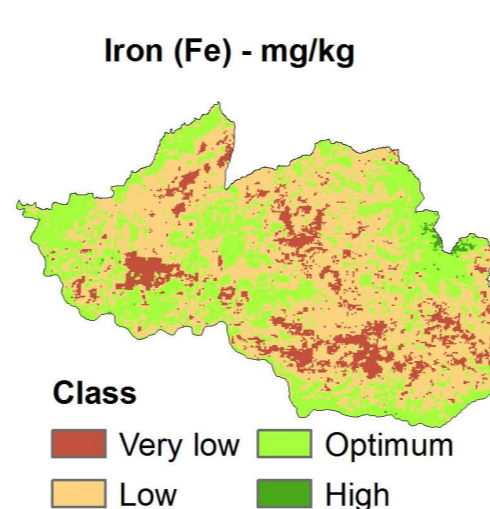 Iron (Fe) - mg/kg
Class
Very low
Optimum
Low
High